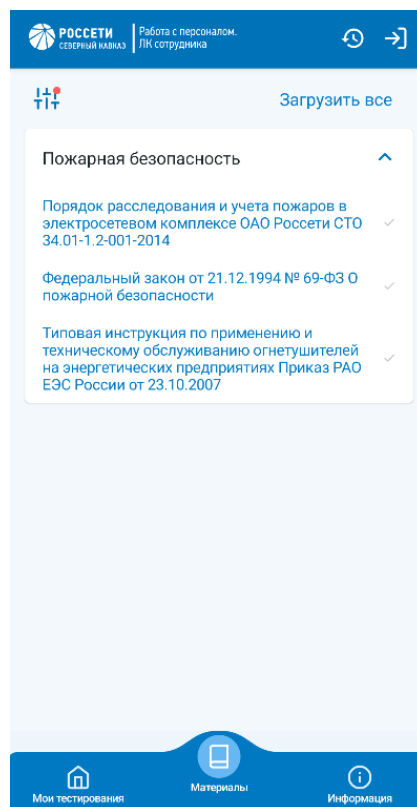 РОССЕТИ
СЕВЕРНЫЙ КАВКАЗ
Работа с персоналом.
ЛК сотрудника
Загрузить все
Пожарная безопасность
Порядок расследования и учета пожаров в
электросетевом комплексе ОАО Россети СТО
34.01-1.2-001-2014
Федеральный закон от 21.12.1994 № 69-ФЗ О
пожарной безопасности
Типовая инструкция по применению и
техническому обслуживанию огнетушителей
на энергетических предприятиях Приказ РАО
ЕЭС России от 23.10.2007
Мои тестирования
Материалы
Информация